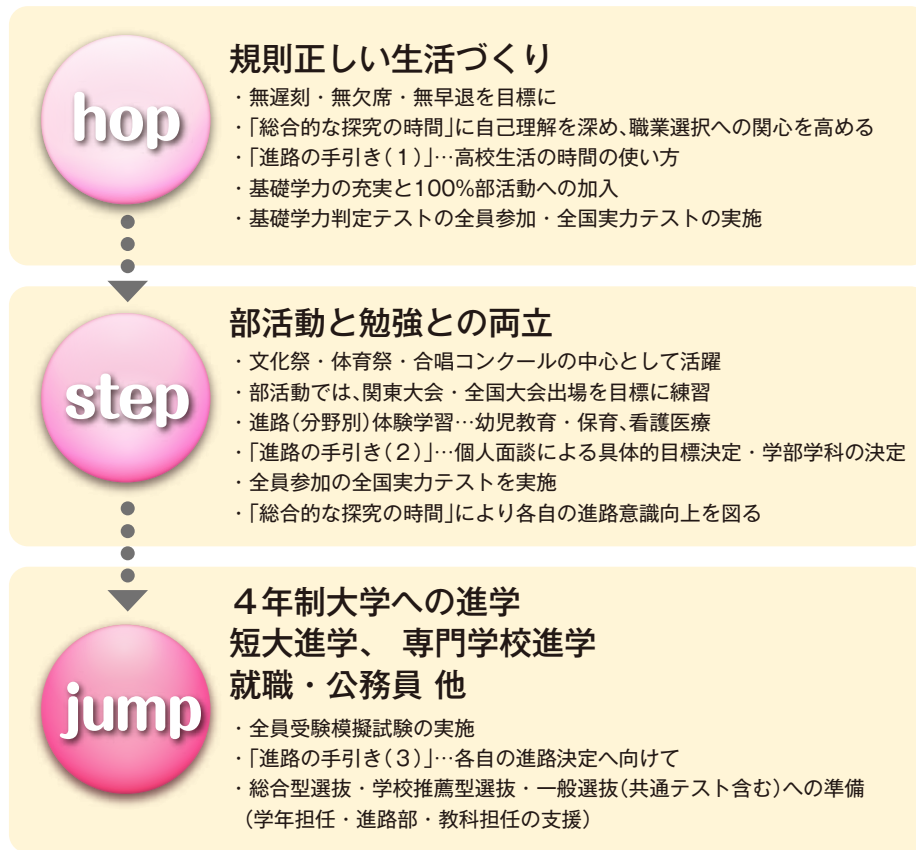 hop
規則正しい生活づくり
・無遅刻・無欠席・無早退を目標に
・「総合的な探究の時間」に自己理解を深め、職業選択への関心を高める
・「進路の手引き(1)」…高校生活の時間の使い方
・基礎学力の充実と100%部活動への加入
・基礎学力判定テストの全員参加・全国実力テストの実施
step
部活動と勉強との両立
・文化祭・体育祭・合唱コンクールの中心として活躍
・部活動では、関東大会・全国大会出場を目標に練習
・進路(分野別)体験学習…幼児教育・保育、看護医療
・「進路の手引き(2)」…個人面談による具体的目標決定・学部学科の決定
・全員参加の全国実力テストを実施
・「総合的な探究の時間」により各自の進路意識向上を図る
jump
4年制大学への進学
短大進学、 専門学校進学
就職・公務員 他
・全員受験模擬試験の実施
・「進路の手引き(3)」…各自の進路決定へ向けて
・総合型選抜・学校推薦型選抜・一般選抜(共通テスト含む)への準備
(学年担任・進路部・教科担任の支援)